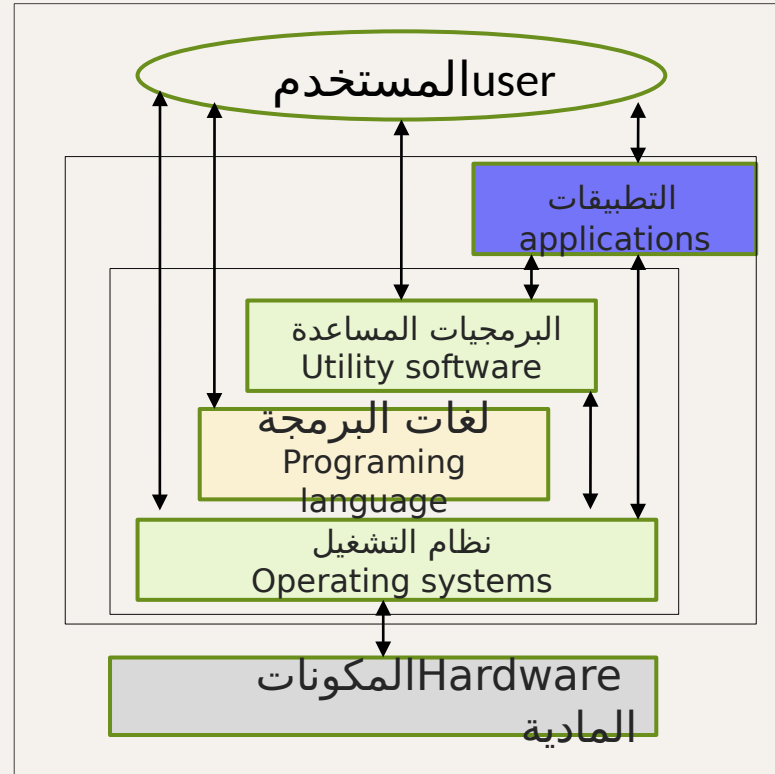 المستخدمuser
التطبيقات
applications
البرمجيات المساعدة
Utility software
لغات البرمجة
Programing
language
نظام التشغيل
Operating systems
المكوناتHardware
المادية